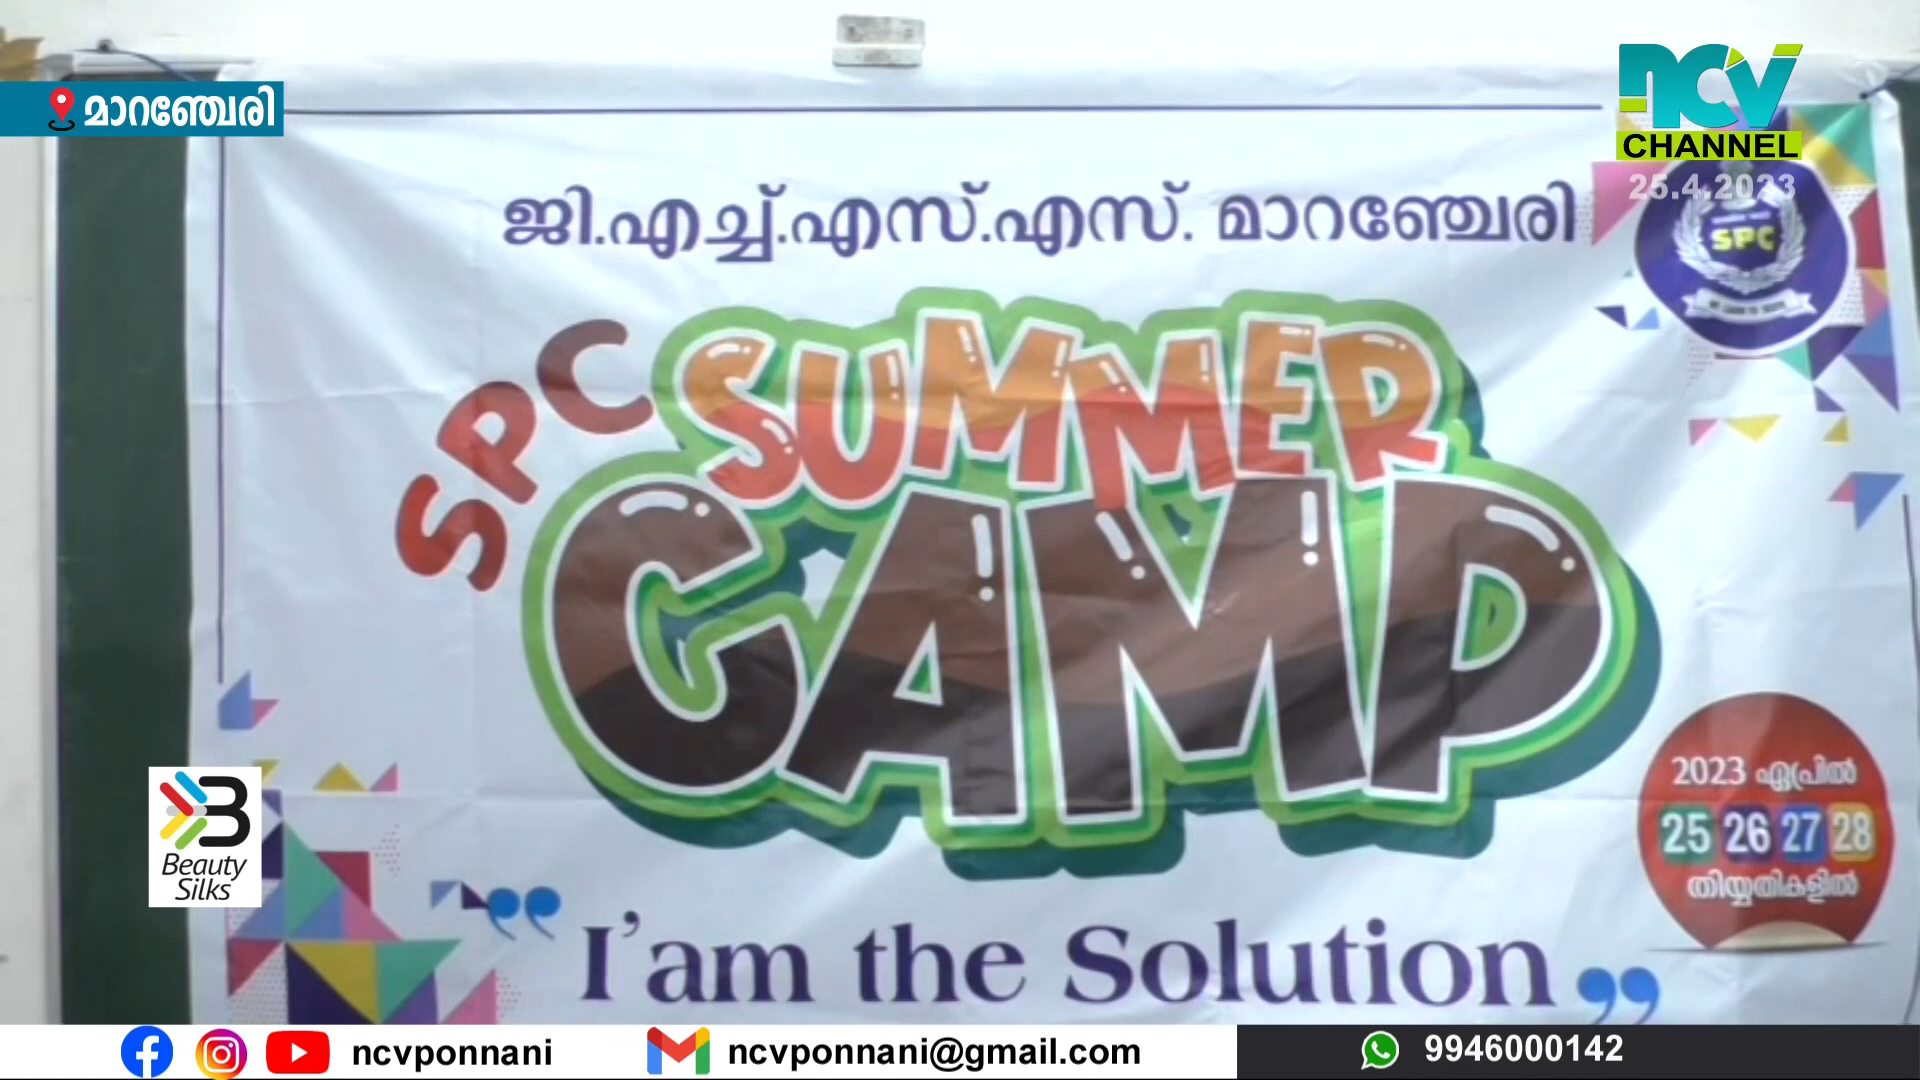 മാറഞ്ചേരി
NCV
CHANNEL
25.4.2023
ജി.എച്ച്.എസ്.എസ്. മാറഞ്ചേരി
SPC
SPC
SUMMER
CAMP
2023 ഏപ്രിൽ
25 26 27 28
തിയ്യതികളിൽ
B
Beauty
Silks
"I'am the Solution"
ncvponnani
ncvponnani@gmail.com
9946000142